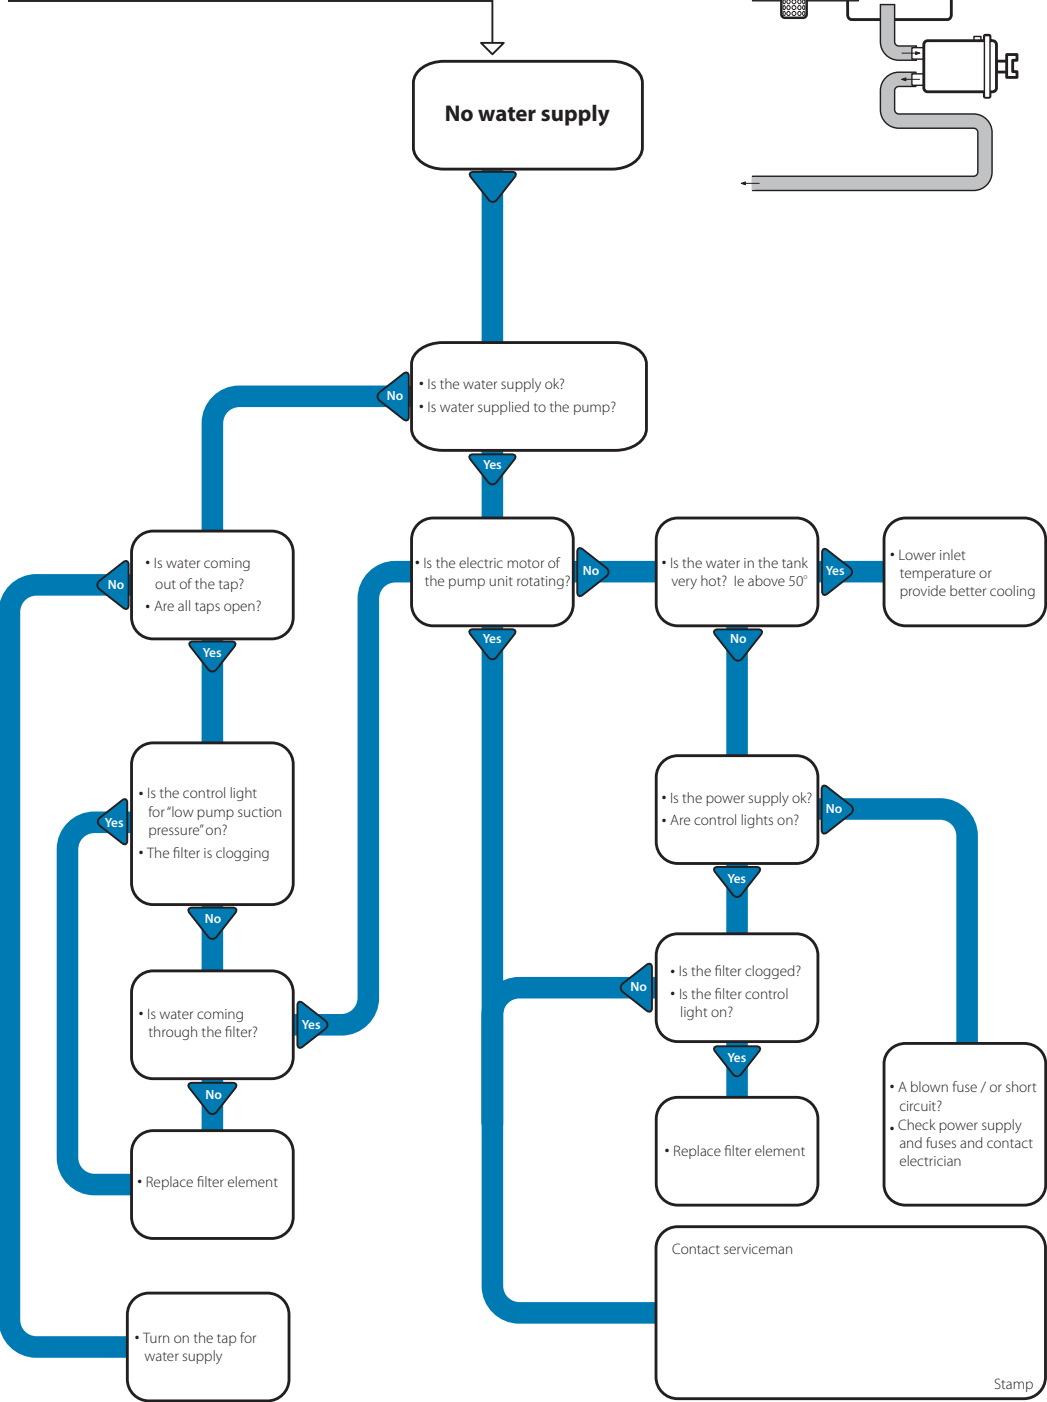 No water supply
• Is the water supply ok?
• Is water supplied to the pump?
No
Yes
• Is water coming
out of the tap?
• Are all taps open?
No
Yes
• Is the electric motor of
the pump unit rotating?
No
Yes
• Is the water in the tank
very hot? Ie above 50°
Yes
No
• Lower inlet
temperature or
provide better cooling
• Is the control light
for “low pump suction
pressure” on?
• The filter is clogging
Yes
No
• Is the power supply ok?
• Are control lights on?
No
Yes
• Is water coming
through the filter?
Yes
No
• Is the filter clogged?
• Is the filter control
light on?
No
Yes
• A blown fuse / or short
circuit?
• Check power supply
and fuses and contact
electrician
• Replace filter element
• Replace filter element
• Turn on the tap for
water supply
Contact serviceman
Stamp